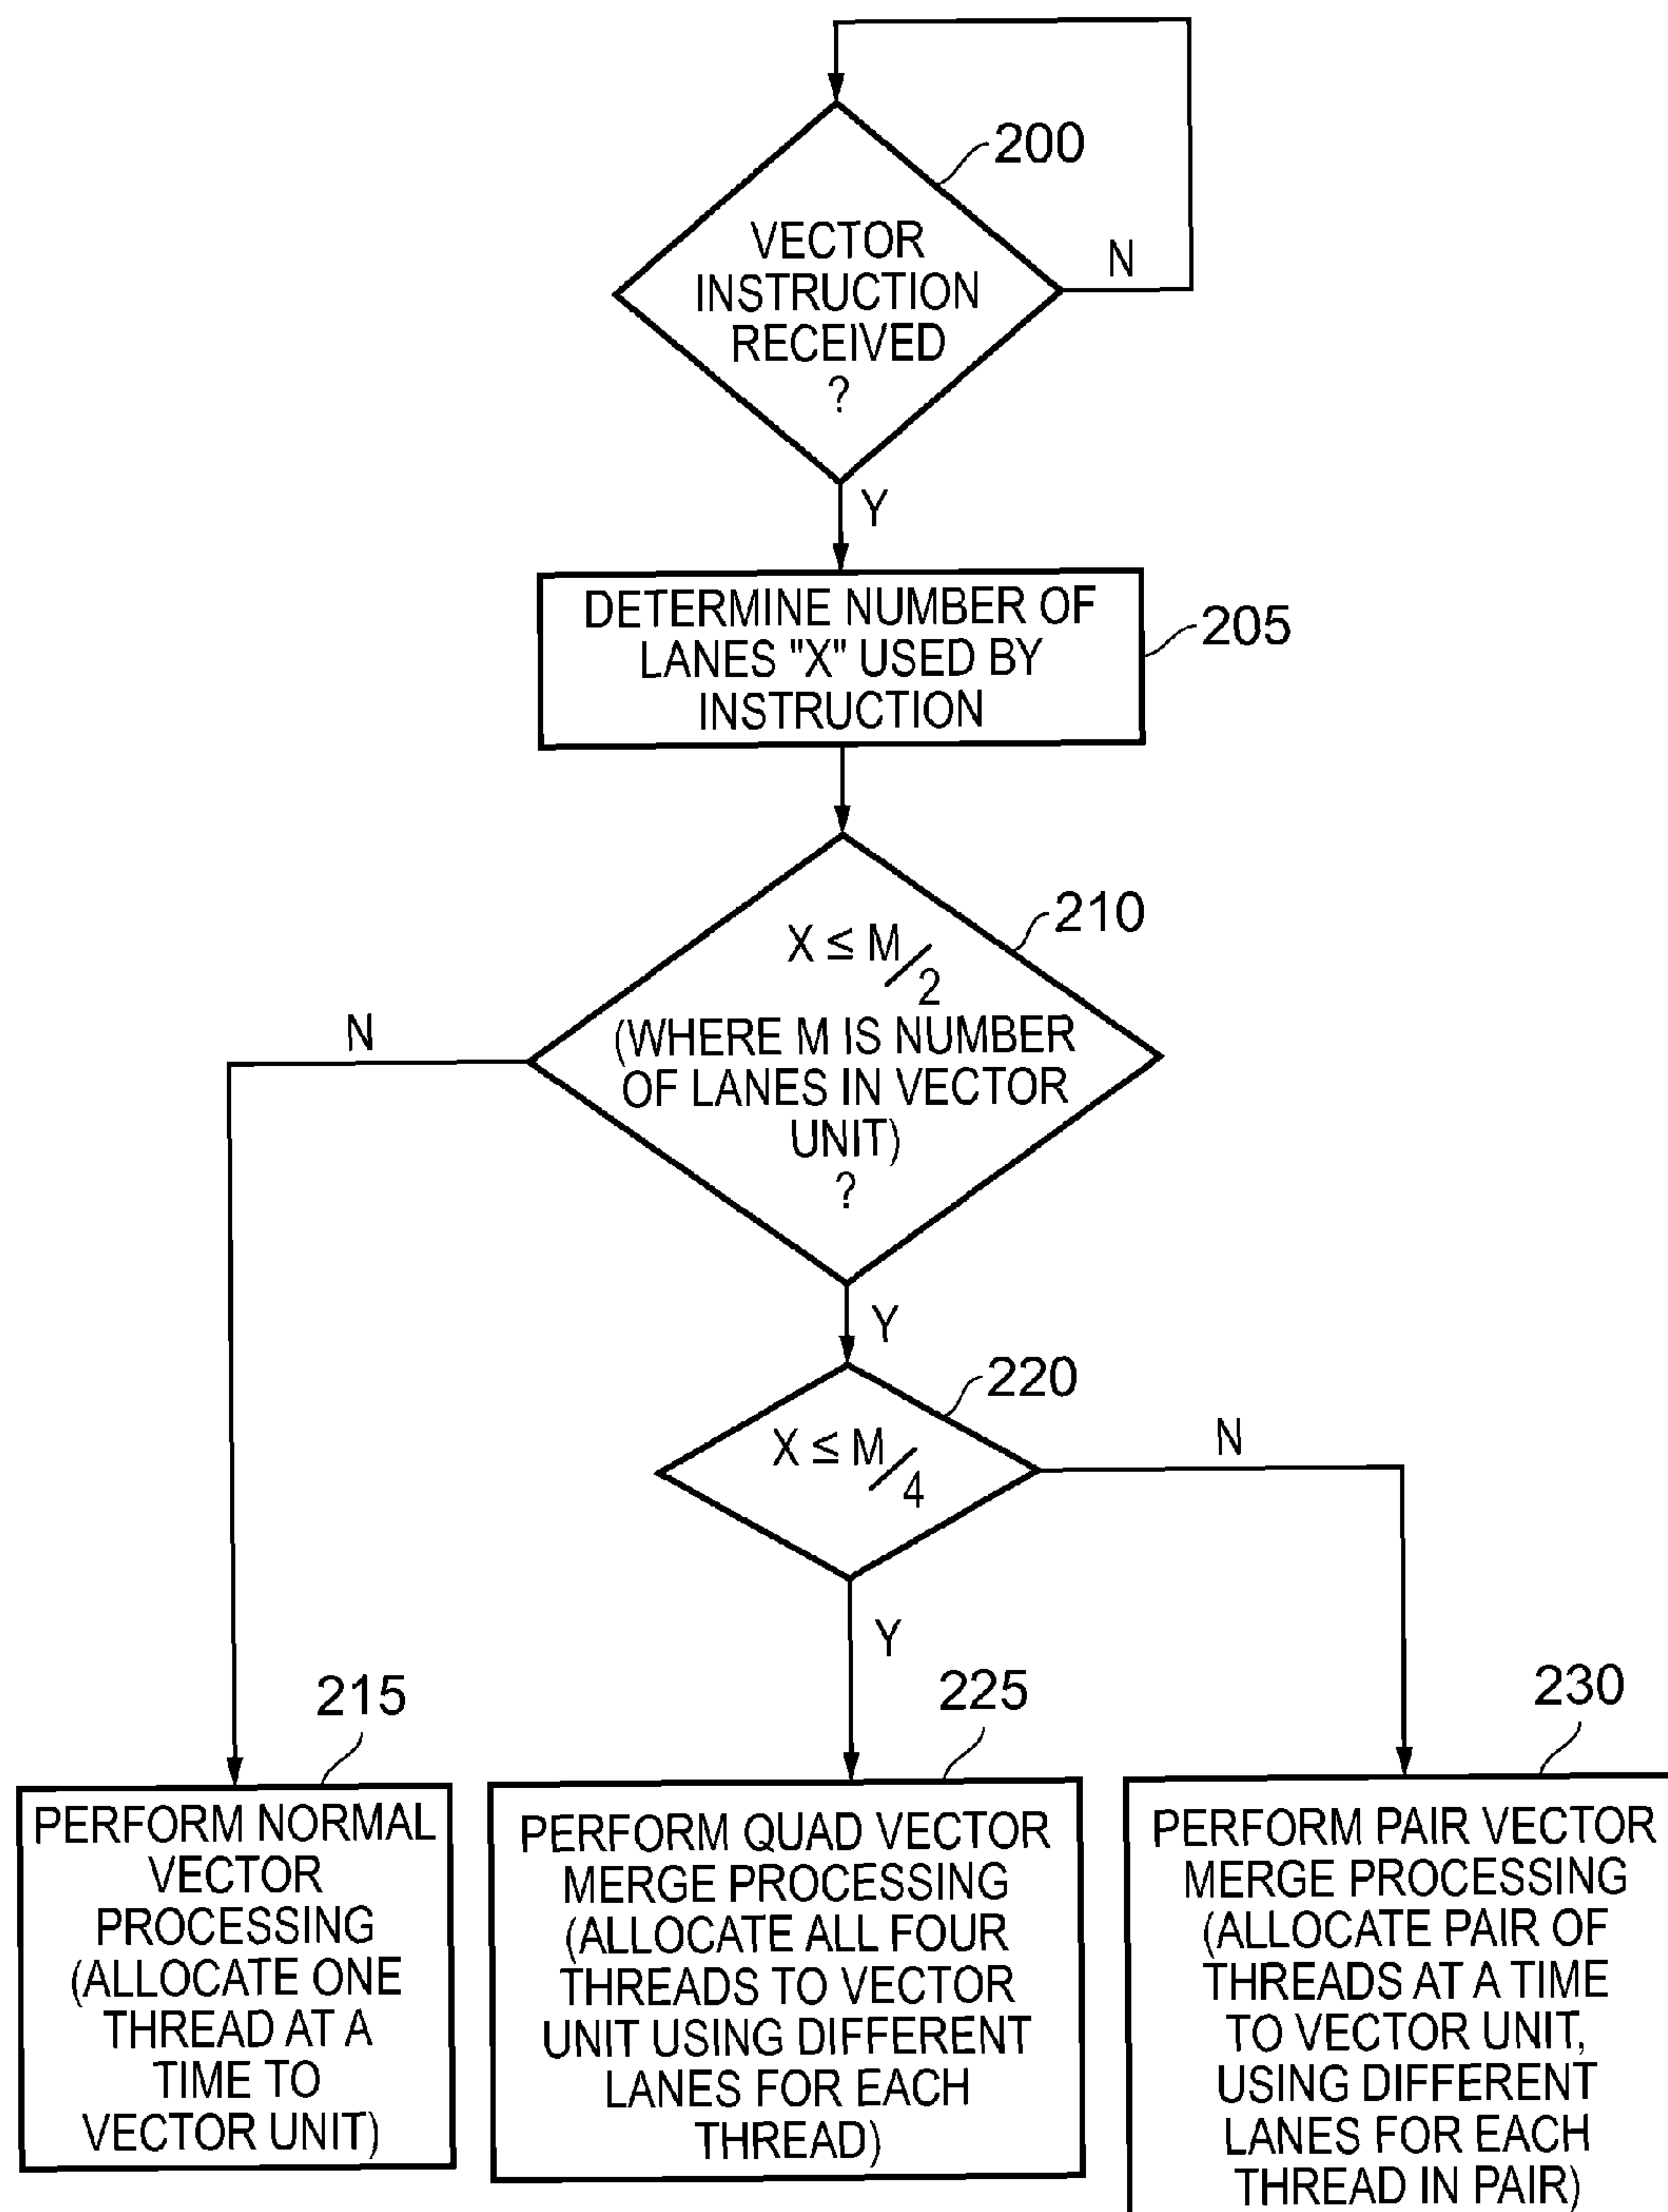 200
VECTOR
INSTRUCTION
RECEIVED
?
N
Y
DETERMINE NUMBER OF
LANES "X" USED BY
INSTRUCTION
205
210
X ≤ M/2
(WHERE M IS NUMBER
OF LANES IN VECTOR
UNIT)
?
N
Y
220
X ≤ M/4
N
Y
215
PERFORM NORMAL
VECTOR
PROCESSING
(ALLOCATE ONE
THREAD AT A
TIME TO
VECTOR UNIT)
225
PERFORM QUAD VECTOR
MERGE PROCESSING
(ALLOCATE ALL FOUR
THREADS TO VECTOR
UNIT USING DIFFERENT
LANES FOR EACH
THREAD)
230
PERFORM PAIR VECTOR
MERGE PROCESSING
(ALLOCATE PAIR OF
THREADS AT A TIME
TO VECTOR UNIT,
USING DIFFERENT
LANES FOR EACH
THREAD IN PAIR)